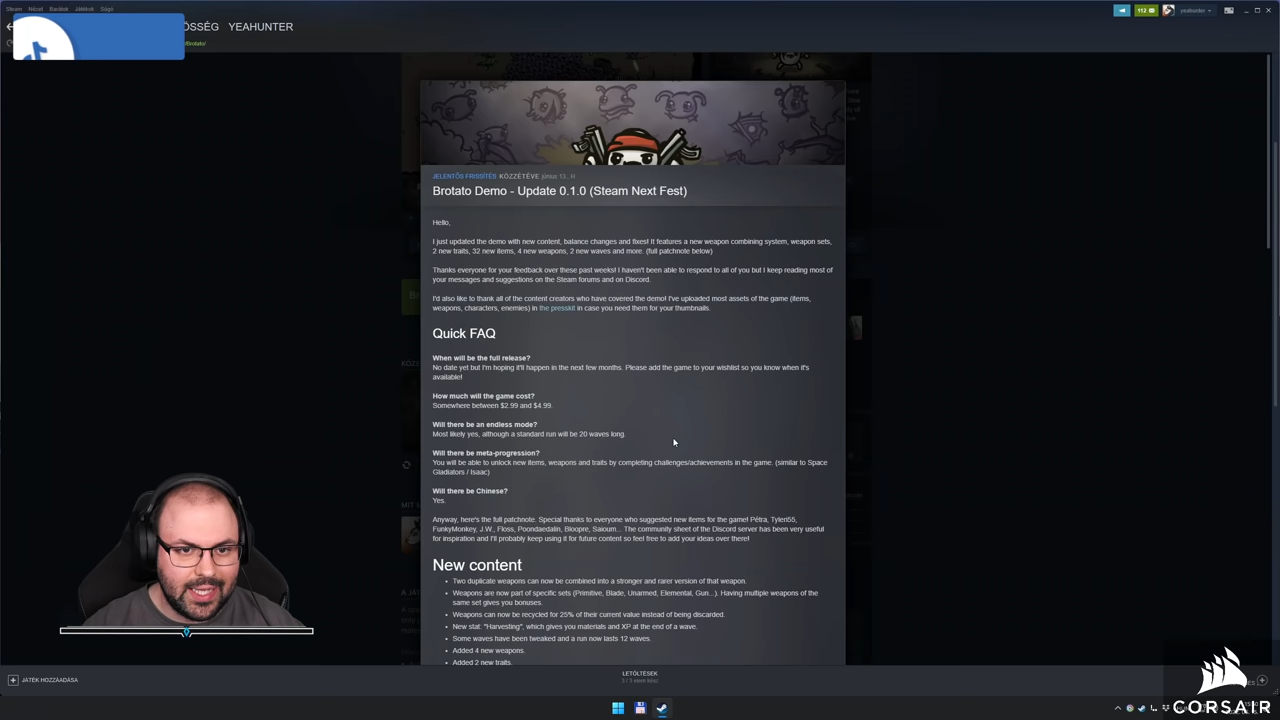 Steam Nézet Barátok Játékok Súgó
112
yeahunter
YEAHUNTER
/Brotato/
JELENTŐS FRISSÍTÉS KÖZZÉTÉVE június 13., H
Brotato Demo - Update 0.1.0 (Steam Next Fest)
Hello,
I just updated the demo with new content, balance changes and fixes! It features a new weapon combining system, weapon sets,
2 new traits, 32 new items, 4 new weapons, 2 new waves and more. (full patchnote below)
Thanks everyone for your feedback over these past weeks! I haven't been able to respond to all of you but I keep reading most of
your messages and suggestions on the Steam forums and on Discord.
I'd also like to thank all of the content creators who have covered the demo! I've uploaded most assets of the game (items,
weapons, characters, enemies) in the presskit in case you need them for your thumbnails.
Quick FAQ
When will be the full release?
No date yet but I'm hoping it'll happen in the next few months. Please add the game to your wishlist so you know when it's
available!
How much will the game cost?
Somewhere between $2.99 and $4.99.
Will there be an endless mode?
Most likely yes, although a standard run will be 20 waves long.
Will there be meta-progression?
You will be able to unlock new items, weapons and traits by completing challenges/achievements in the game. (similar to Space
Gladiators / Isaac)
Will there be Chinese?
Yes.
Anyway, here's the full patchnote. Special thanks to everyone who suggested new items for the game! Pétra, Tyleri55,
FunkyMonkey, J.W., Floss, Poondaedalin, Bloopre, Saioum... The community sheet of the Discord server has been very useful
for inspiration and I'll probably keep using it for future content so feel free to add your ideas over there!
New content
Two duplicate weapons can now be combined into a stronger and rarer version of that weapon.
Weapons are now part of specific sets (Primitive, Blade, Unarmed, Elemental, Gun...). Having multiple weapons of the
same set gives you bonuses.
Weapons can now be recycled for 25% of their current value instead of being discarded.
New stat: "Harvesting", which gives you materials and XP at the end of a wave.
Some waves have been tweaked and a run now lasts 12 waves.
Added 4 new weapons.
Added 2 new traits.
JÁTÉK HOZZÁADÁSA
LETÖLTÉSEK
3 / 3 elem kész
CORSAIR